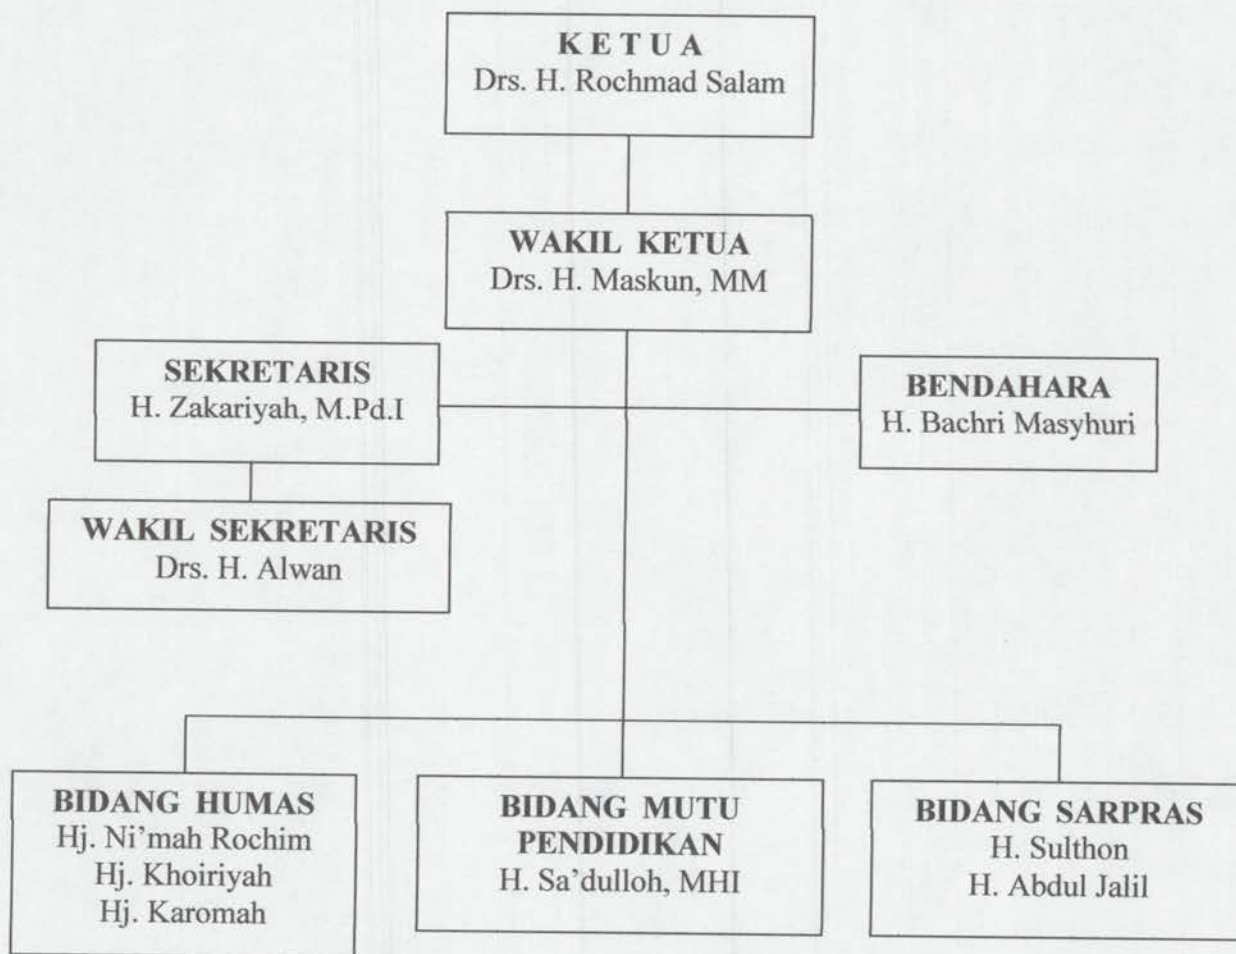 K E T U A
Drs. H. Rochmad Salam
WAKIL KETUA
Drs. H. Maskun, MM
SEKRETARIS
H. Zakariyah, M.Pd.I
BENDAHARA
H. Bachri Masyhuri
WAKIL SEKRETARIS
Drs. H. Alwan
BIDANG HUMAS
Hj. Ni’mah Rochim
Hj. Khoiriyah
Hj. Karomah
BIDANG MUTU
PENDIDIKAN
H. Sa’dulloh, MHI
BIDANG SARPRAS
H. Sulthon
H. Abdul Jalil